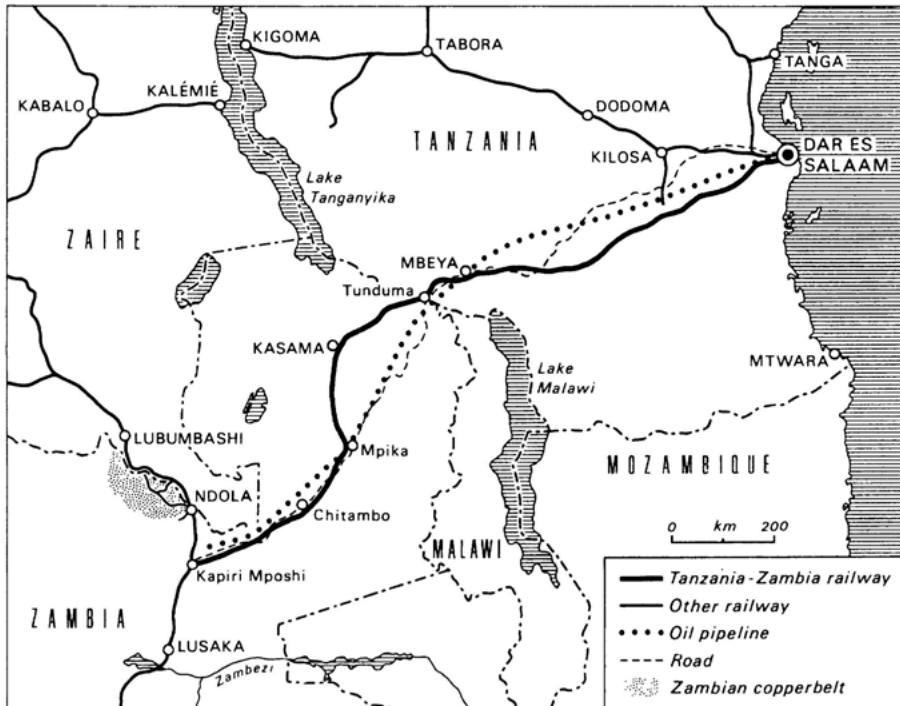 KIGOMA
TABORA
TANGA
KABALO
KALÉMIÉ
DODOMA
TANZANIA
KILOSA
DAR ES
SALAAM
Lake
Tanganyika
ZAIRE
MBEYA
Tunduma
KASAMA
Lake
Malawi
MTWARA
LUBUMBASHI
Mpika
MOZAMBIQUE
NDOLA
Chitambo
0 km 200
MALAWI
Kapiri Mposhi
ZAMBIA
LUSAKA
Zambezi
Tanzania-Zambia railway
Other railway
Oil pipeline
Road
Zambian copperbelt